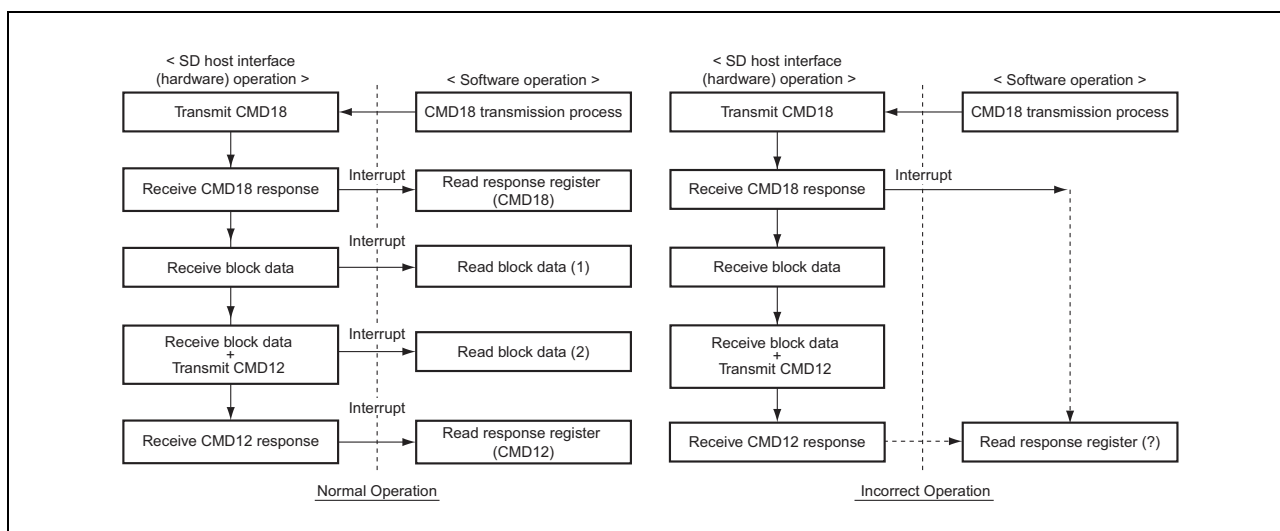 < SD host interface
(hardware) operation >
< Software operation >
Transmit CMD18
CMD18 transmission process
Interrupt
Receive CMD18 response
Read response register
(CMD18)
Interrupt
Receive block data
Read block data (1)
Interrupt
Receive block data
+
Transmit CMD12
Read block data (2)
Interrupt
Receive CMD12 response
Read response register
(CMD12)
Normal Operation
< SD host interface
(hardware) operation >
< Software operation >
Transmit CMD18
CMD18 transmission process
Interrupt
Receive CMD18 response
Receive block data
Receive block data
+
Transmit CMD12
Receive CMD12 response
Read response register (?)
Incorrect Operation